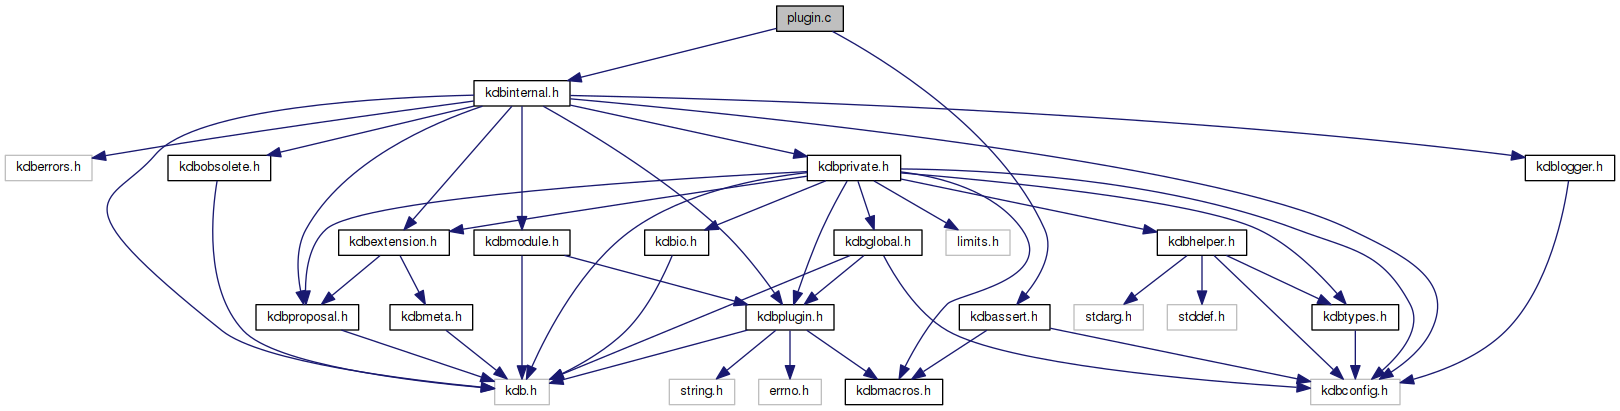 plugin.c
kdbinternal.h
kdberrors.h
kdbobsolete.h
kdbprivate.h
kdblogger.h
kdbextension.h
kdbmodule.h
kdbio.h
kdbglobal.h
limits.h
kdbhelper.h
kdbproposal.h
kdbmeta.h
kdbplugin.h
kdbassert.h
stdarg.h
stddef.h
kdbtypes.h
kdb.h
string.h
errno.h
kdbmacros.h
kdbconfig.h